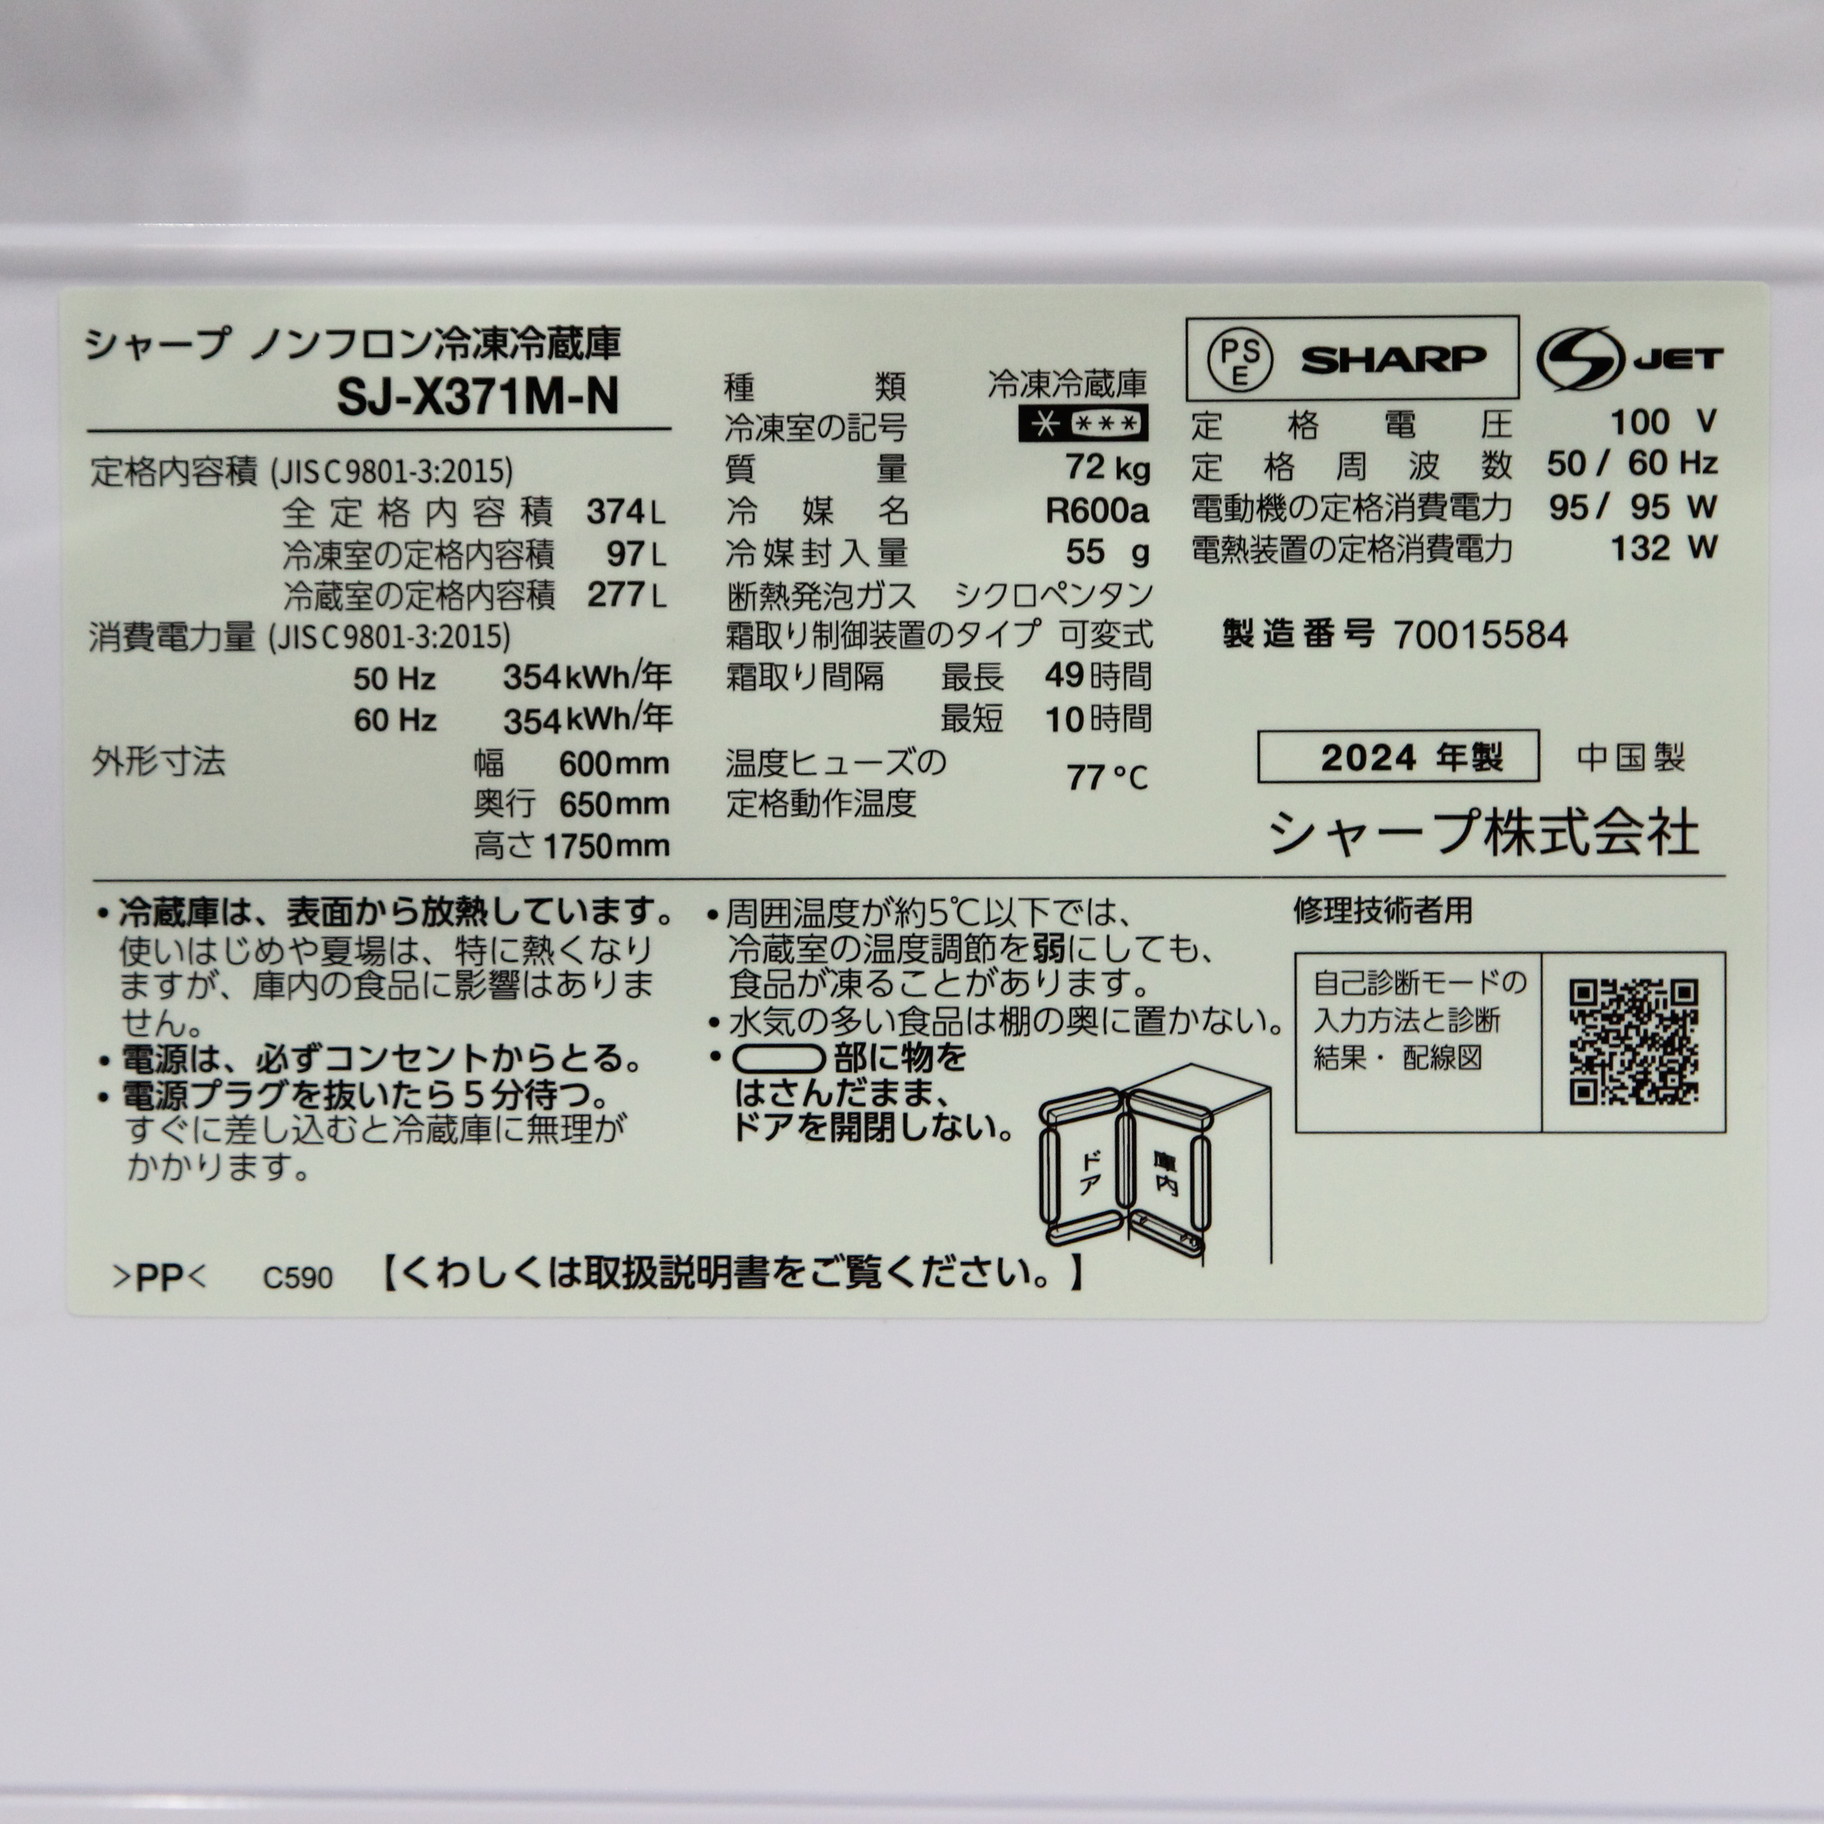 シャープ ノンフロン冷凍冷蔵庫
SJ-X371M-N
定格内容積 (JIS C 9801-3:2015)
全定格内容積 374 L
冷凍室の定格内容積 97 L
冷蔵室の定格内容積 277 L
消費電力量 (JIS C 9801-3:2015)
50 Hz 354 kWh/年
60 Hz 354 kWh/年
外形寸法 幅 600mm
奥行 650mm
高さ 1750mm
種類 冷凍冷蔵庫
冷凍室の記号 * ***
質量 72 kg
冷媒名 R600a
冷媒封入量 55 g
断熱発泡ガス シクロペンタン
霜取り制御装置のタイプ 可変式
霜取り間隔 最長 49時間
最短 10時間
温度ヒューズの
定格動作温度 77 °C
PSE SHARP JET
定格電圧 100 V
定格周波数 50 / 60 Hz
電動機の定格消費電力 95 / 95 W
電熱装置の定格消費電力 132 W
製造番号 70015584
2024 年製 中国製
シャープ株式会社
・冷蔵庫は、表面から放熱しています。
使いはじめや夏場は、特に熱くなり
ますが、庫内の食品に影響はありま
せん。
・電源は、必ずコンセントからとる。
・電源プラグを抜いたら5分待つ。
すぐに差し込むと冷蔵庫に無理が
かかります。
・周囲温度が約5℃以下では、
冷蔵室の温度調節を弱にしても、
食品が凍ることがあります。
・水気の多い食品は棚の奥に置かない。
・部に物を
はさんだまま、
ドアを開閉しない。
ドア
庫内
修理技術者用
自己診断モードの
入力方法と診断
結果・配線図
>PP< C590 【くわしくは取扱説明書をご覧ください。】